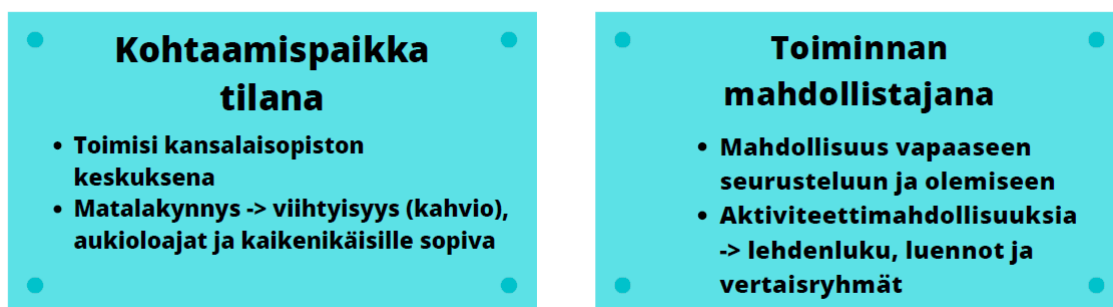 Kohtaamispaikka
tilana
• Toimisi kansalaisopiston
keskuksena
• Matalakynnys -> viihtyisyys (kahvio),
aukioloajat ja kaikenikäisille sopiva
Toiminnan
mahdollistajana
• Mahdollisuus vapaaseen
seurusteluun ja olemiseen
• Aktiviteettimahdollisuuksia
-> lehdenluku, luennot ja
vertaisryhmät